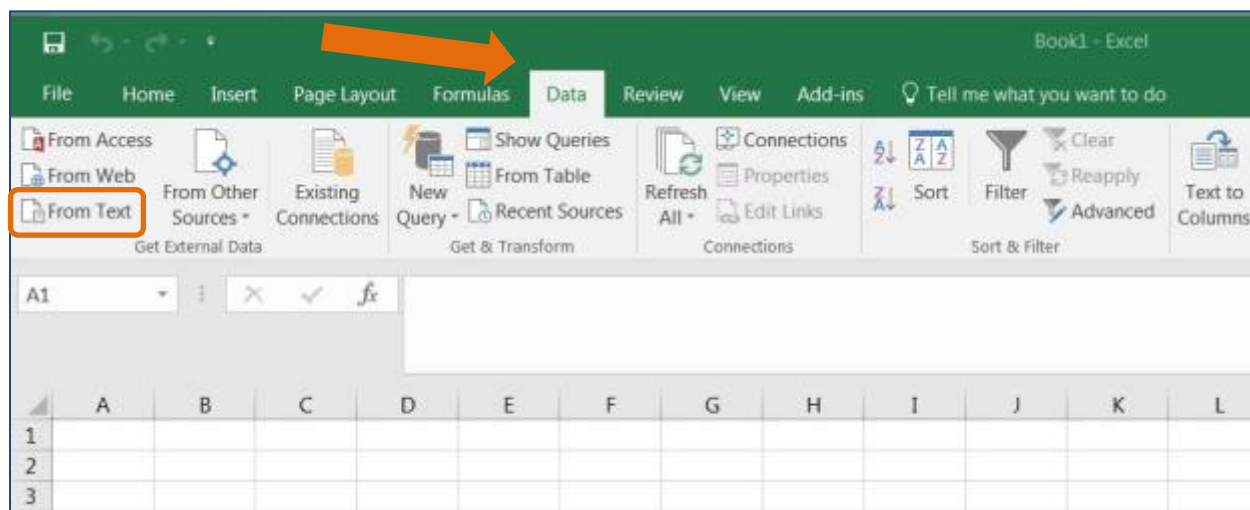 Book1 - Excel
File Home Insert Page Layout Formulas Data Review View Add-ins Tell me what you want to do
From Access
From Web
From Text
From Other
Sources
Existing
Connections
Get External Data
New
Query
Show Queries
From Table
Recent Sources
Get & Transform
Refresh
All
Connections
Properties
Edit Links
Connections
A
Z
Z
A
Z A
A Z
Sort
Filter
Clear
Reapply
Advanced
Sort & Filter
Text to
Columns
A1 fx
A B C D E F G H I J K L
1
2
3